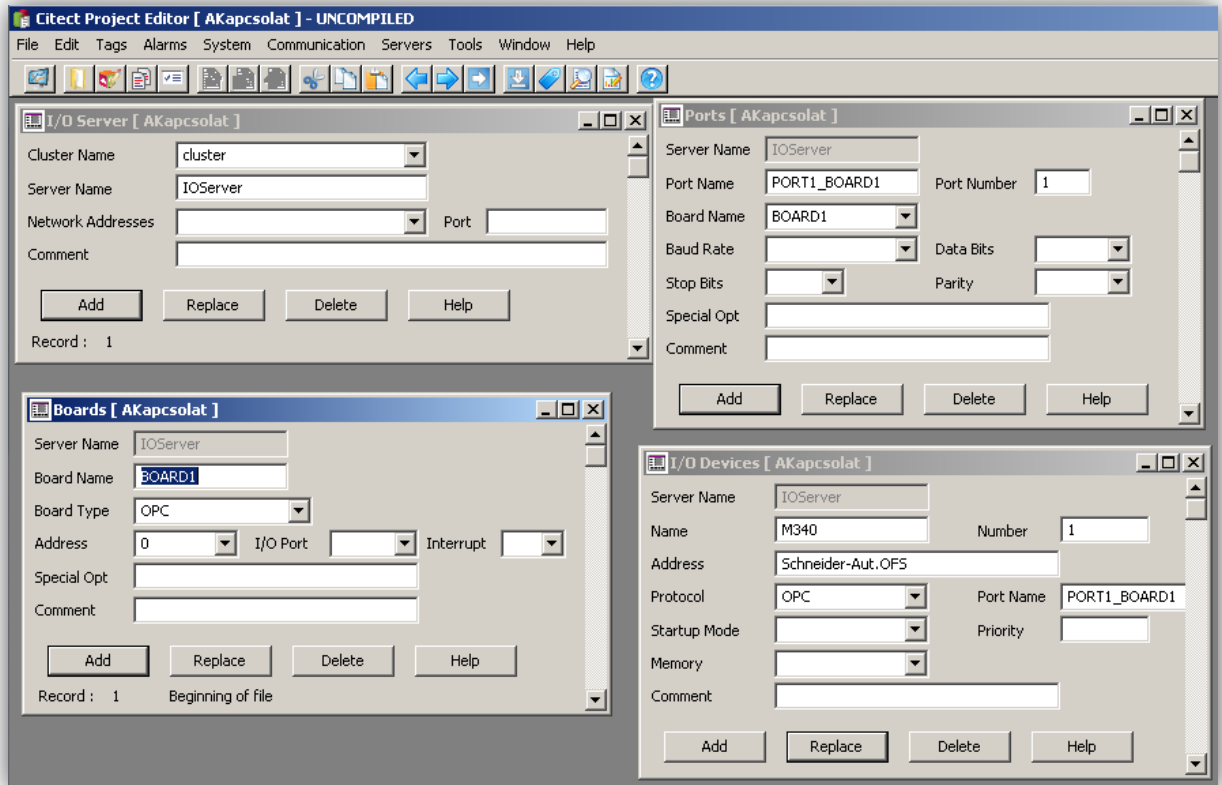 Citect Project Editor [ AKapcsolat ] - UNCOMPILED
File Edit Tags Alarms System Communication Servers Tools Window Help
I/O Server [ AKapcsolat ]
Cluster Name cluster
Server Name IOServer
Network Addresses Port
Comment
Add Replace Delete Help
Record : 1
Ports [ AKapcsolat ]
Server Name IOServer
Port Name PORT1_BOARD1 Port Number 1
Board Name BOARD1
Baud Rate Data Bits
Stop Bits Parity
Special Opt
Comment
Add Replace Delete Help
Boards [ AKapcsolat ]
Server Name IOServer
Board Name BOARD1
Board Type OPC
Address 0 I/O Port Interrupt
Special Opt
Comment
Add Replace Delete Help
Record : 1 Beginning of file
I/O Devices [ AKapcsolat ]
Server Name IOServer
Name M340 Number 1
Address Schneider-Aut.OFS
Protocol OPC Port Name PORT1_BOARD1
Startup Mode Priority
Memory
Comment
Add Replace Delete Help